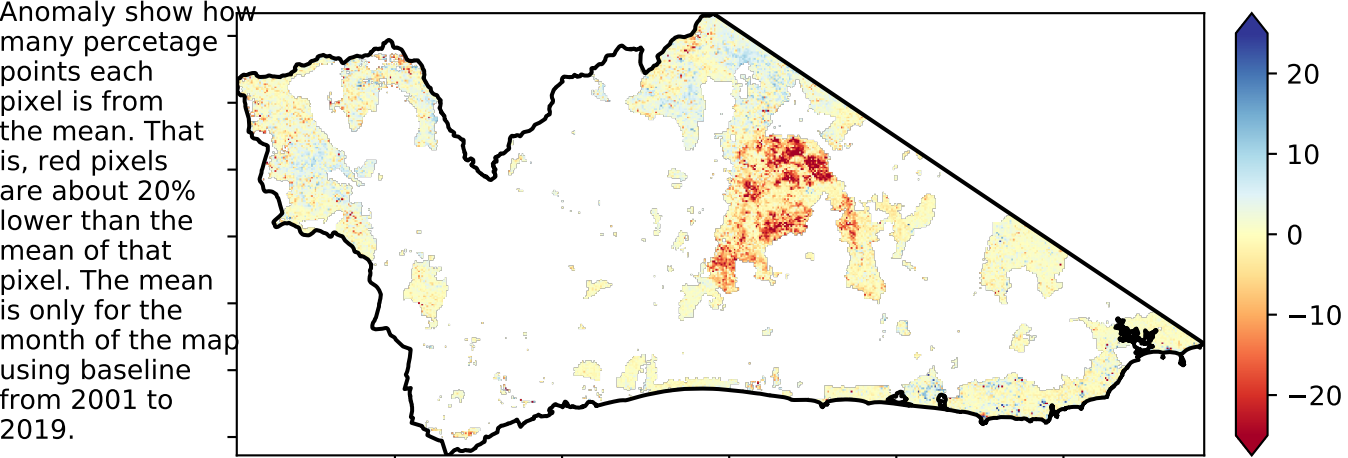 Anomaly show how
many percetage
points each
pixel is from
the mean. That
is, red pixels
are about 20%
lower than the
mean of that
pixel. The mean
is only for the
month of the map
using baseline
from 2001 to
2019.
20
10
0
−10
−20